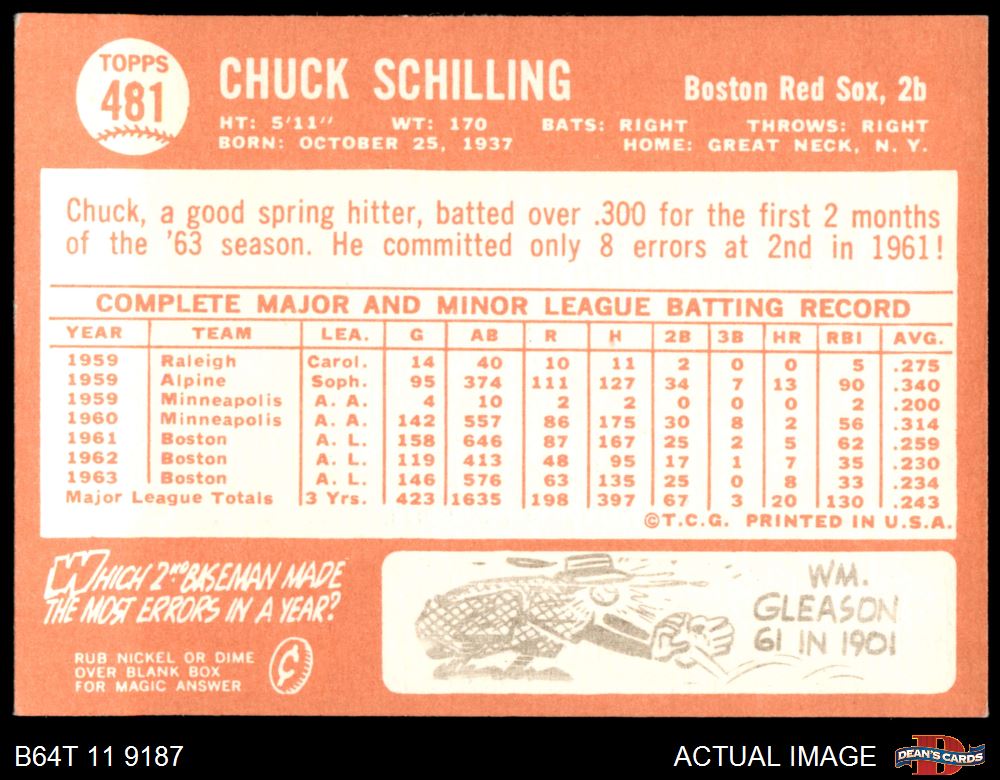 TOPPS
481
CHUCK SCHILLING
Boston Red Sox, 2b
HT: 5'11" WT: 170 BATS: RIGHT THROWS: RIGHT
BORN: OCTOBER 25, 1937 HOME: GREAT NECK, N. Y.
Chuck, a good spring hitter, batted over .300 for the first 2 months
of the '63 season. He committed only 8 errors at 2nd in 1961!
COMPLETE MAJOR AND MINOR LEAGUE BATTING RECORD
YEAR TEAM LEA. G AB R H 2B 3B HR RBI AVG.
1959 Raleigh Carol. 14 40 10 11 2 0 0 5 .275
1959 Alpine Soph. 95 374 111 127 34 7 13 90 .340
1959 Minneapolis A. A. 4 10 2 2 0 0 0 2 .200
1960 Minneapolis A. A. 142 557 86 175 30 8 2 56 .314
1961 Boston A. L. 158 646 87 167 25 2 5 62 .259
1962 Boston A. L. 119 413 48 95 17 1 7 35 .230
1963 Boston A. L. 146 576 63 135 25 0 8 33 .234
Major League Totals 3 Yrs. 423 1635 198 397 67 3 20 130 .243
©T.C.G. PRINTED IN U.S.A.
WHICH 2ND BASEMAN MADE
THE MOST ERRORS IN A YEAR?
RUB NICKEL OR DIME
OVER BLANK BOX
FOR MAGIC ANSWER
WM.
GLEASON
61 IN 1901
B64T 11 9187
ACTUAL IMAGE
DEAN'S CARDS